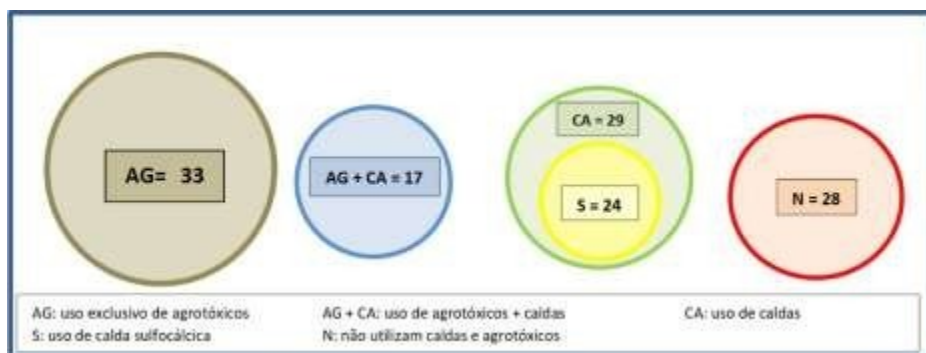 AG= 33
AG + CA = 17
CA = 29
S = 24
N = 28
AG: uso exclusivo de agrotóxicos
AG + CA: uso de agrotóxicos + caldas
CA: uso de caldas
S: uso de calda sulfocálcica
N: não utilizam caldas e agrotóxicos